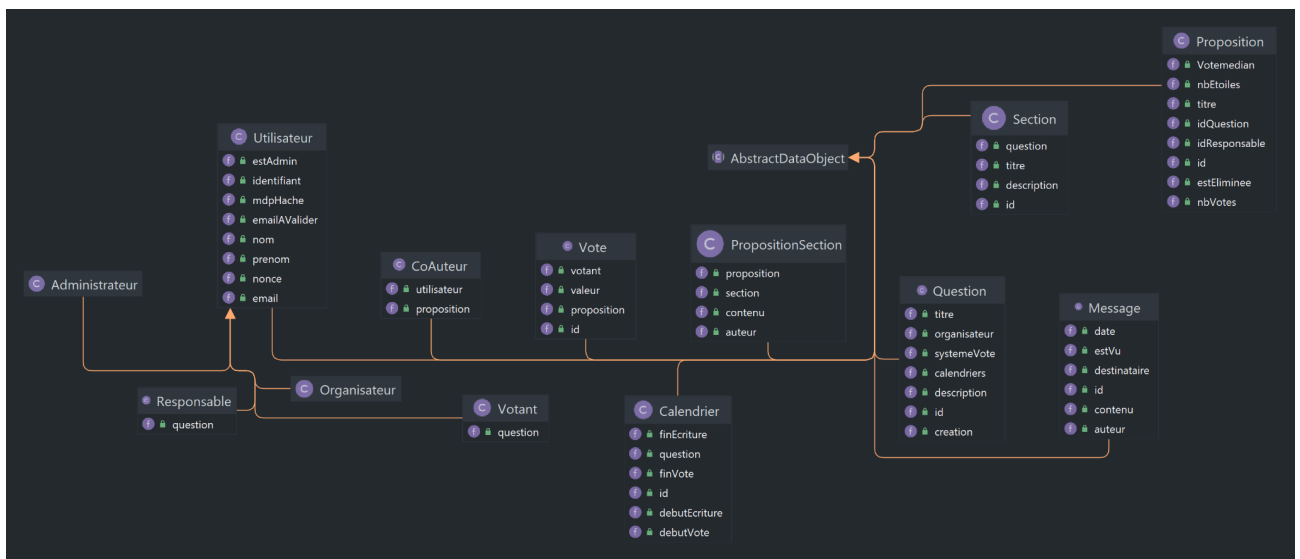 Proposition
Votemedian
nbEtoiles
titre
idQuestion
idResponsable
id
estEliminee
nbVotes
Section
question
titre
description
id
AbstractDataObject
Utilisateur
estAdmin
identifiant
mdpHache
emailAValider
nom
prenom
nonce
email
Administrateur
CoAuteur
utilisateur
proposition
Vote
votant
valeur
proposition
id
PropositionSection
proposition
section
contenu
auteur
Question
titre
organisateur
systemeVote
calendriers
description
id
creation
Message
date
estVu
destinataire
id
contenu
auteur
Responsable
question
Organisateur
Votant
question
Calendrier
finEcriture
question
finVote
id
debutEcriture
debutVote